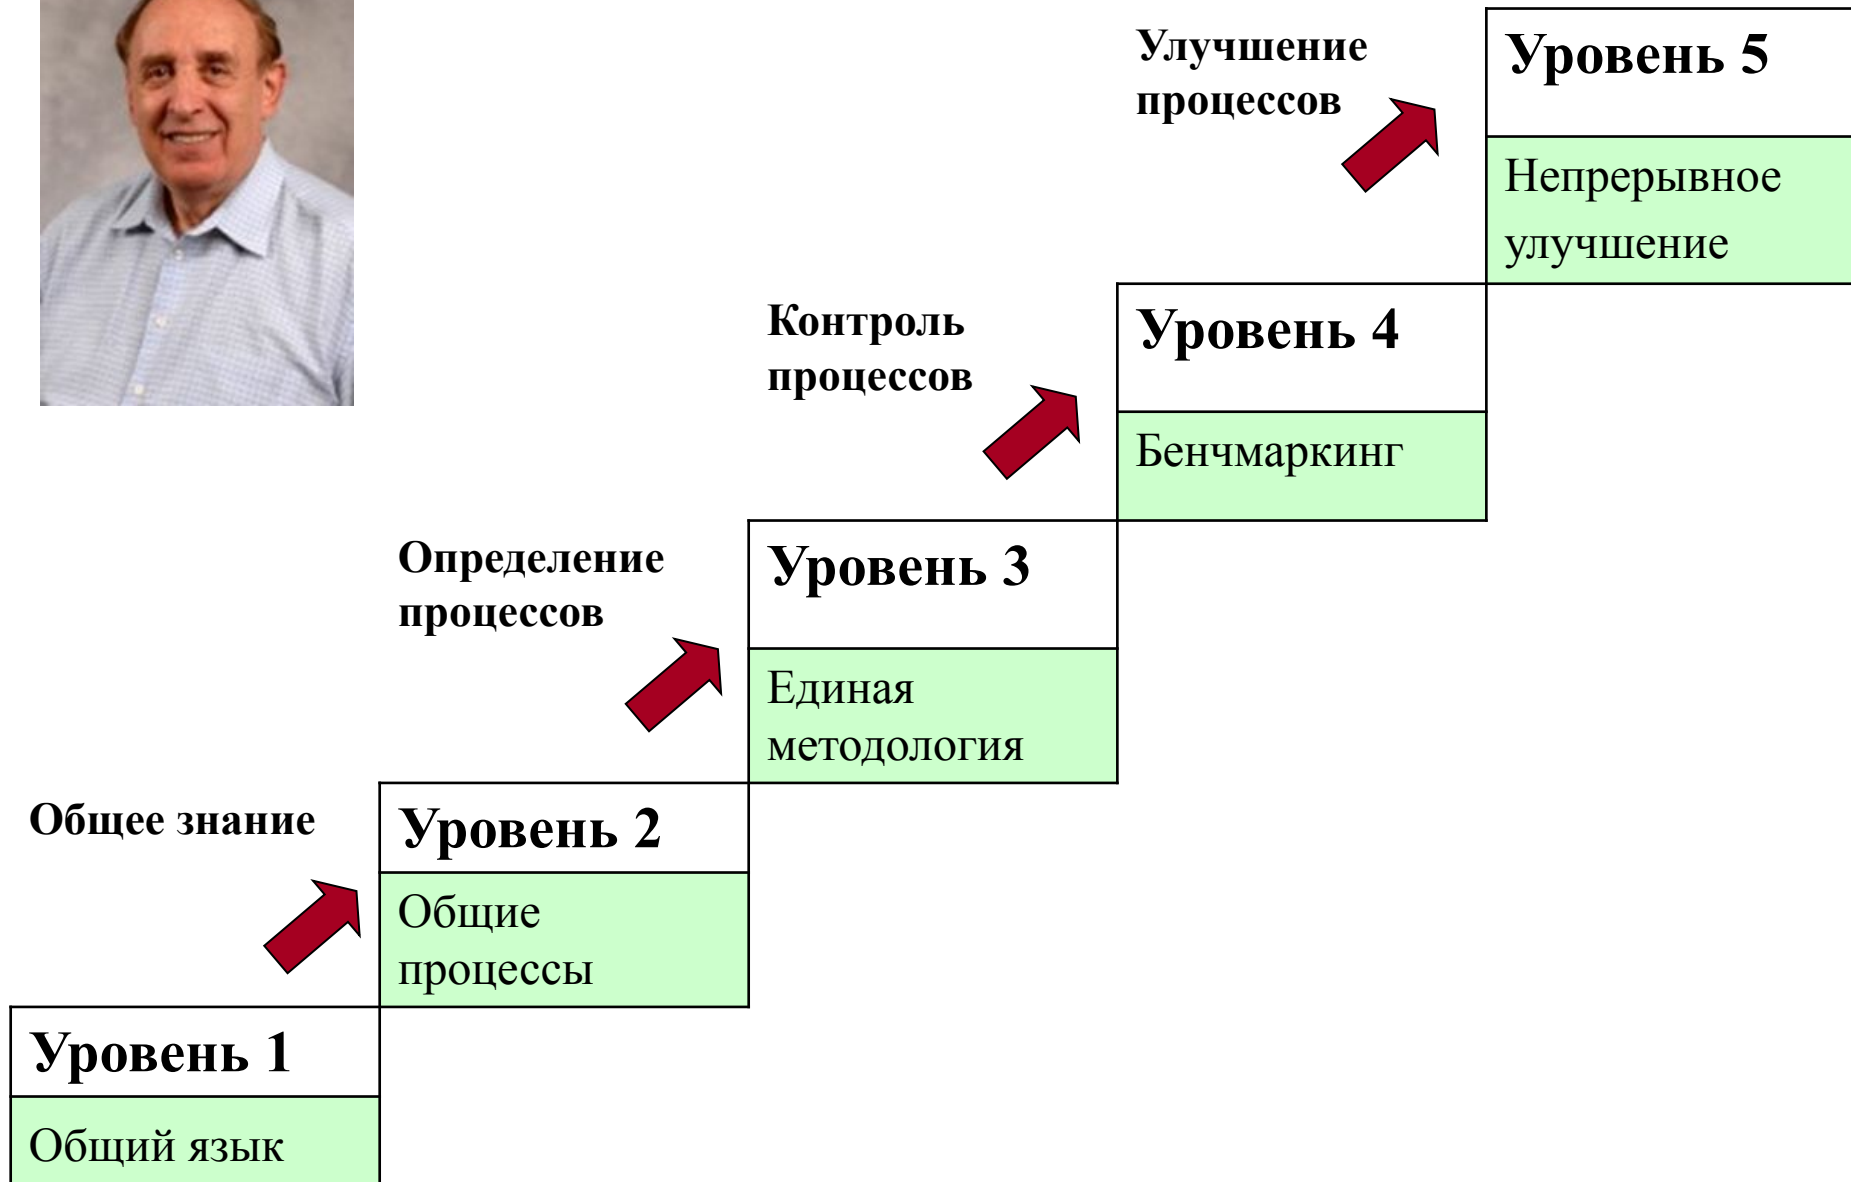 Улучшение
процессов
Уровень 5
Непрерывное
улучшение
Контроль
процессов
Уровень 4
Бенчмаркинг
Определение
процессов
Уровень 3
Единая
методология
Общее знание
Уровень 2
Общие
процессы
Уровень 1
Общий язык